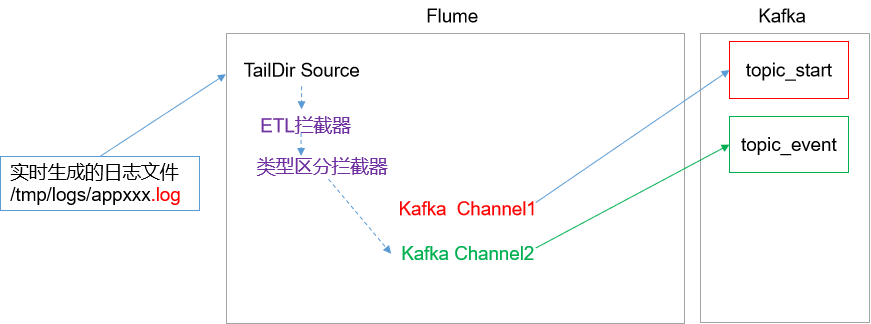 Flume
Kafka
TailDir Source
topic_start
ETL拦截器
topic_event
类型区分拦截器
实时生成的日志文件
/tmp/logs/appxxx.log
Kafka Channel1
Kafka Channel2